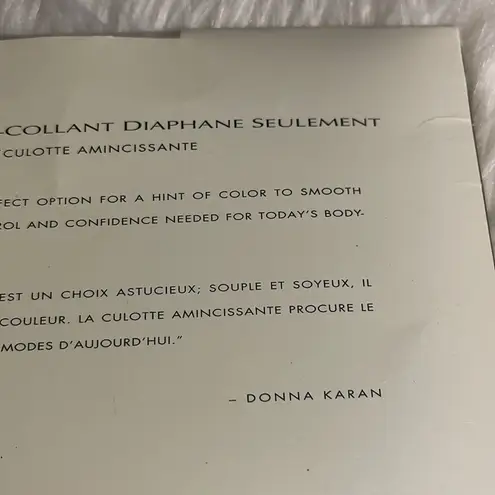 -COLLANT DIAPHANE SEULEMENT
CULOTTE AMINCISSANTE
FECT OPTION FOR A HINT OF COLOR TO SMOOTH
ROL AND CONFIDENCE NEEDED FOR TODAY'S BODY-
EST UN CHOIX ASTUCIEUX; SOUPLE ET SOYEUX, IL
COULEUR. LA CULOTTE AMINCISSANTE PROCURE LE
MODES D'AUJOURD'HUI."
– DONNA KARAN